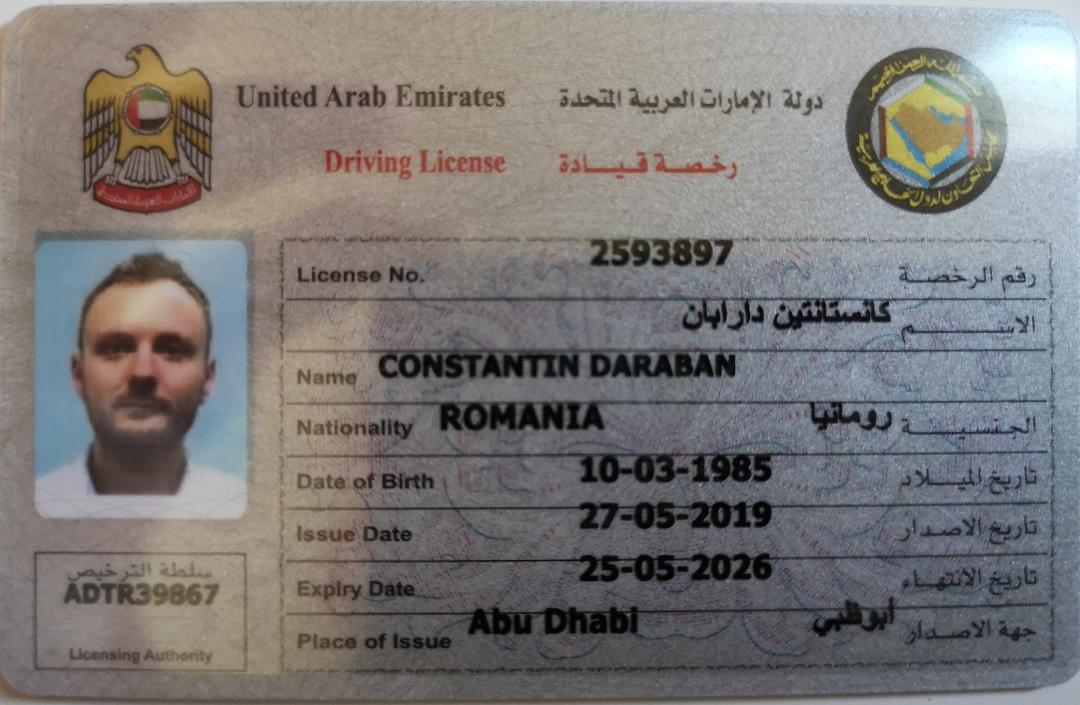 United Arab Emirates دولة الإمارات العربية المتحدة
Driving License رخصة قيادة
License No. 2593897 رقم الرخصة
كانستانتين دارابان الاسم
Name CONSTANTIN DARABAN
Nationality ROMANIA رومانيا الجنسية
Date of Birth 10-03-1985 تاريخ الميلاد
Issue Date 27-05-2019 تاريخ الاصدار
Expiry Date 25-05-2026 تاريخ الانتهاء
Place of Issue Abu Dhabi أبوظبي جهة الاصدار
سلطة الترخيص
ADTR39867
Licensing Authority